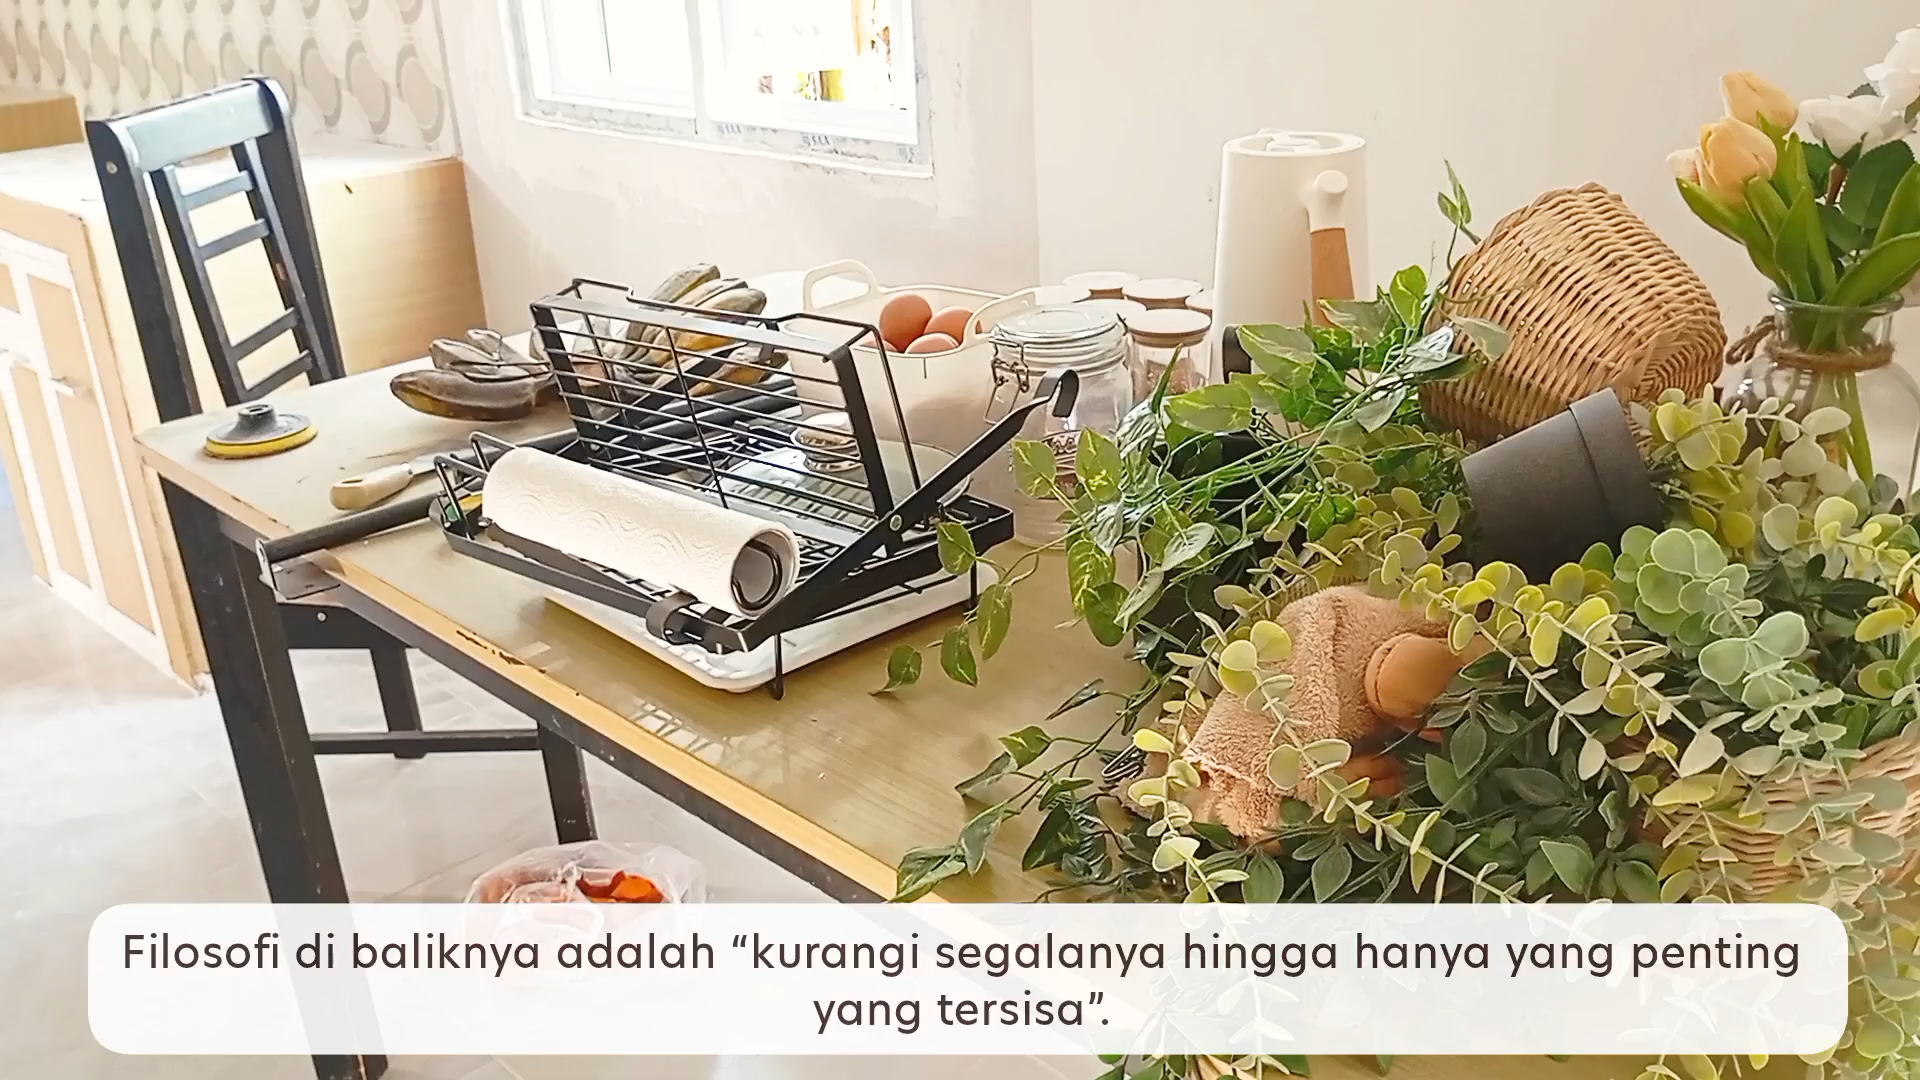 Filosofi di baliknya adalah “kurangi segalanya hingga hanya yang penting
yang tersisa”.